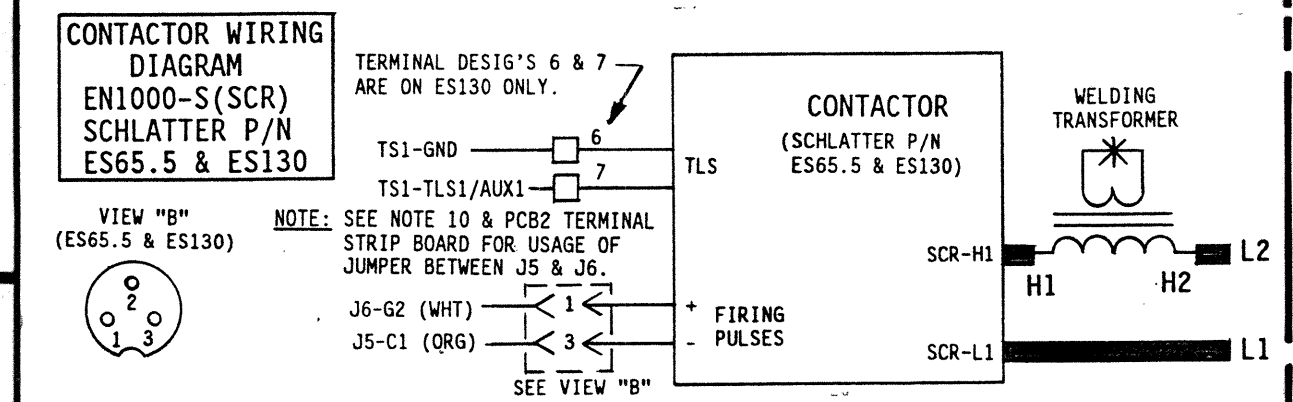 CONTACTOR WIRING
DIAGRAM
EN1000-S(SCR)
SCHLATTER P/N
ES65.5 & ES130
TERMINAL DESIG'S 6 & 7
ARE ON ES130 ONLY.
TS1-GND
6
TS1-TLS1/AUX1
7
TLS
CONTACTOR
(SCHLATTER P/N
ES65.5 & ES130)
WELDING
TRANSFORMER
VIEW "B"
(ES65.5 & ES130)
2
1 3
NOTE: SEE NOTE 10 & PCB2 TERMINAL
STRIP BOARD FOR USAGE OF
JUMPER BETWEEN J5 & J6.
J6-G2 (WHT)
1
J5-C1 (ORG)
3
SEE VIEW "B"
+
-
FIRING
PULSES
SCR-H1
H1
H2
L2
SCR-L1
L1